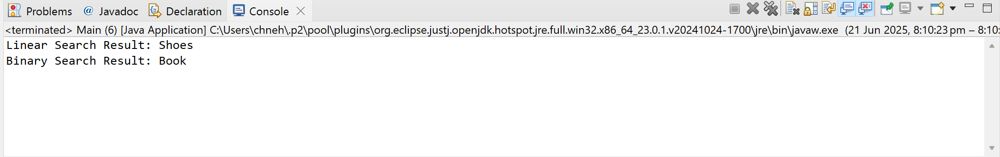 Problems @ Javadoc Declaration Console
<terminated> Main (6) [Java Application] C:\Users\chneh\.p2\pool\plugins\org.eclipse.justj.openjdk.hotspot.jre.full.win32.x86_64_23.0.1.v20241024-1700\jre\bin\javaw.exe (21 Jun 2025, 8:10:23 pm – 8:10:
Linear Search Result: Shoes
Binary Search Result: Book